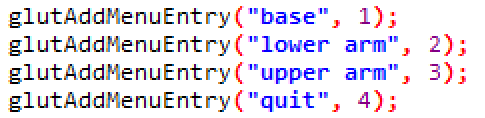 glutAddMenuEntry("base", 1);
glutAddMenuEntry("lower arm", 2);
glutAddMenuEntry("upper arm", 3);
glutAddMenuEntry("quit", 4);